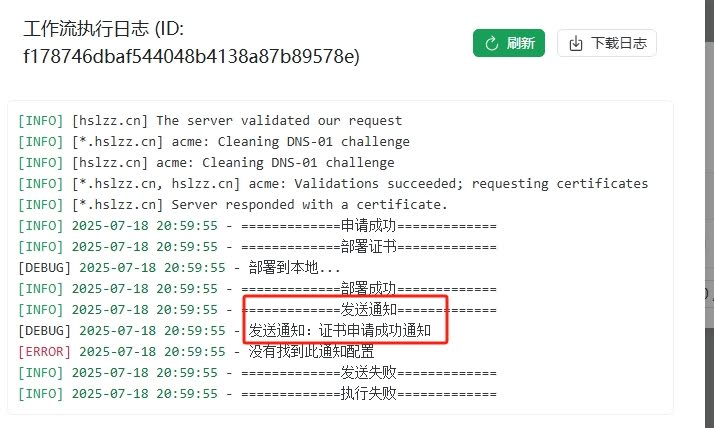 工作流执行日志 (ID:
f178746dbaf544048b4138a87b89578e)
刷新
下载日志
[INFO] [hslzz.cn] The server validated our request
[INFO] [*.hslzz.cn] acme: Cleaning DNS-01 challenge
[INFO] [hslzz.cn] acme: Cleaning DNS-01 challenge
[INFO] [*.hslzz.cn, hslzz.cn] acme: Validations succeeded; requesting certificates
[INFO] [*.hslzz.cn] Server responded with a certificate.
[INFO] 2025-07-18 20:59:55 - =============申请成功=============
[INFO] 2025-07-18 20:59:55 - =============部署证书=============
[DEBUG] 2025-07-18 20:59:55 - 部署到本地...
[INFO] 2025-07-18 20:59:55 - =============部署成功=============
[INFO] 2025-07-18 20:59:55 - =============发送通知=============
[DEBUG] 2025-07-18 20:59:55 - 发送通知：证书申请成功通知
[ERROR] 2025-07-18 20:59:55 - 没有找到此通知配置
[INFO] 2025-07-18 20:59:55 - =============发送失败=============
[INFO] 2025-07-18 20:59:55 - =============执行失败=============